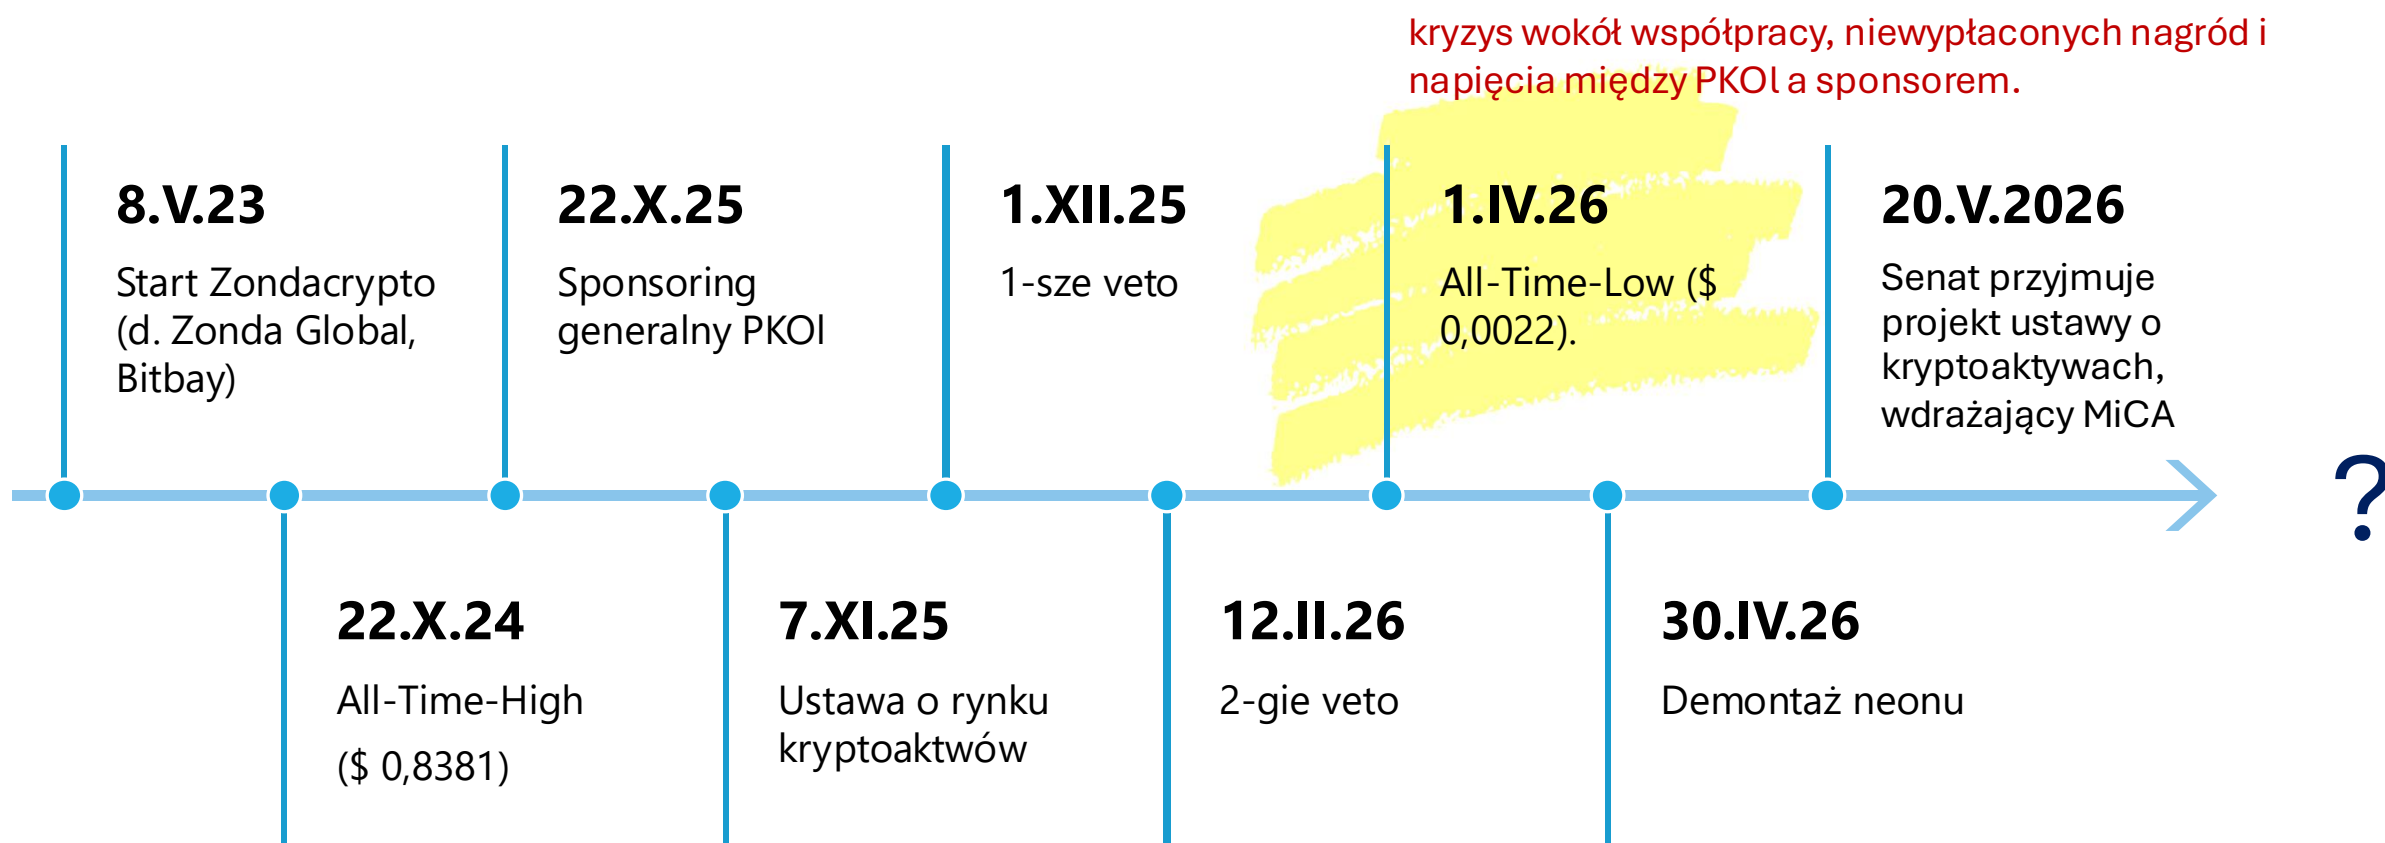 kryzys wokół współpracy, niewypłaconych nagród i
napięcia między PKOl a sponsorem.
8.V.23
Start Zondacrypto
(d. Zonda Global,
Bitbay)
22.X.24
All-Time-High
($ 0,8381)
22.X.25
Sponsoring
generalny PKOl
7.XI.25
Ustawa o rynku
kryptoaktwów
1.XII.25
1-sze veto
12.II.26
2-gie veto
1.IV.26
All-Time-Low ($
0,0022).
30.IV.26
Demontaż neonu
20.V.2026
Senat przyjmuje
projekt ustawy o
kryptoaktywach,
wdrażający MiCA
?